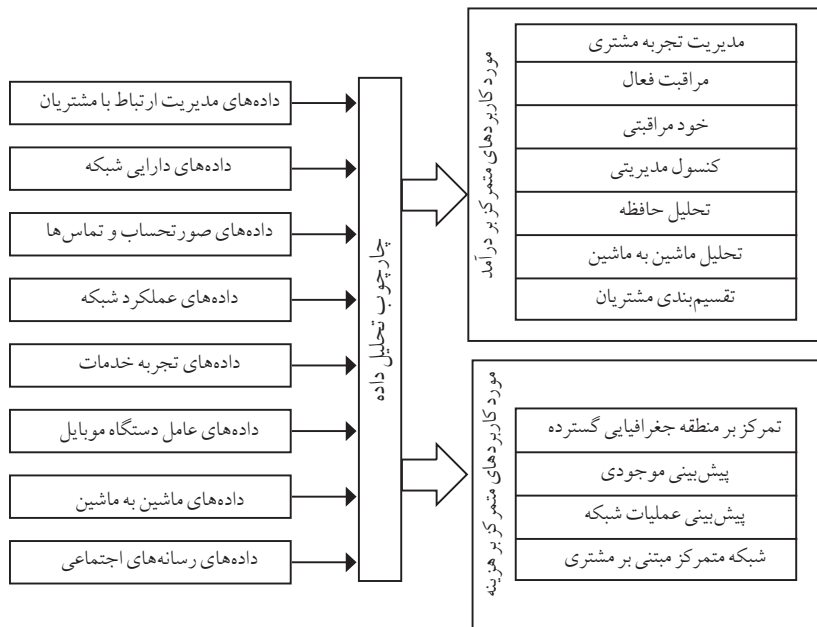 مورد کاربردهای متمرکز بر درآمد
مدیریت تجربه مشتری
مراقبت فعال
خود مراقبتی
کنسول مدیریتی
تحلیل حافظه
تحلیل ماشین به ماشین
تقسیم‌بندی مشتریان
مورد کاربردهای متمرکز بر هزینه
تمرکز بر منطقه جغرافیایی گسترده
پیش‌بینی موجودی
پیش‌بینی عملیات شبکه
شبکه متمرکز مبتنی بر مشتری
چارچوب تحلیل داده
داده‌های مدیریت ارتباط با مشتریان
داده‌های دارایی شبکه
داده‌های صورتحساب و تماس‌ها
داده‌های عملکرد شبکه
داده‌های تجربه خدمات
داده‌های عامل دستگاه موبایل
داده‌های ماشین به ماشین
داده‌های رسانه‌های اجتماعی